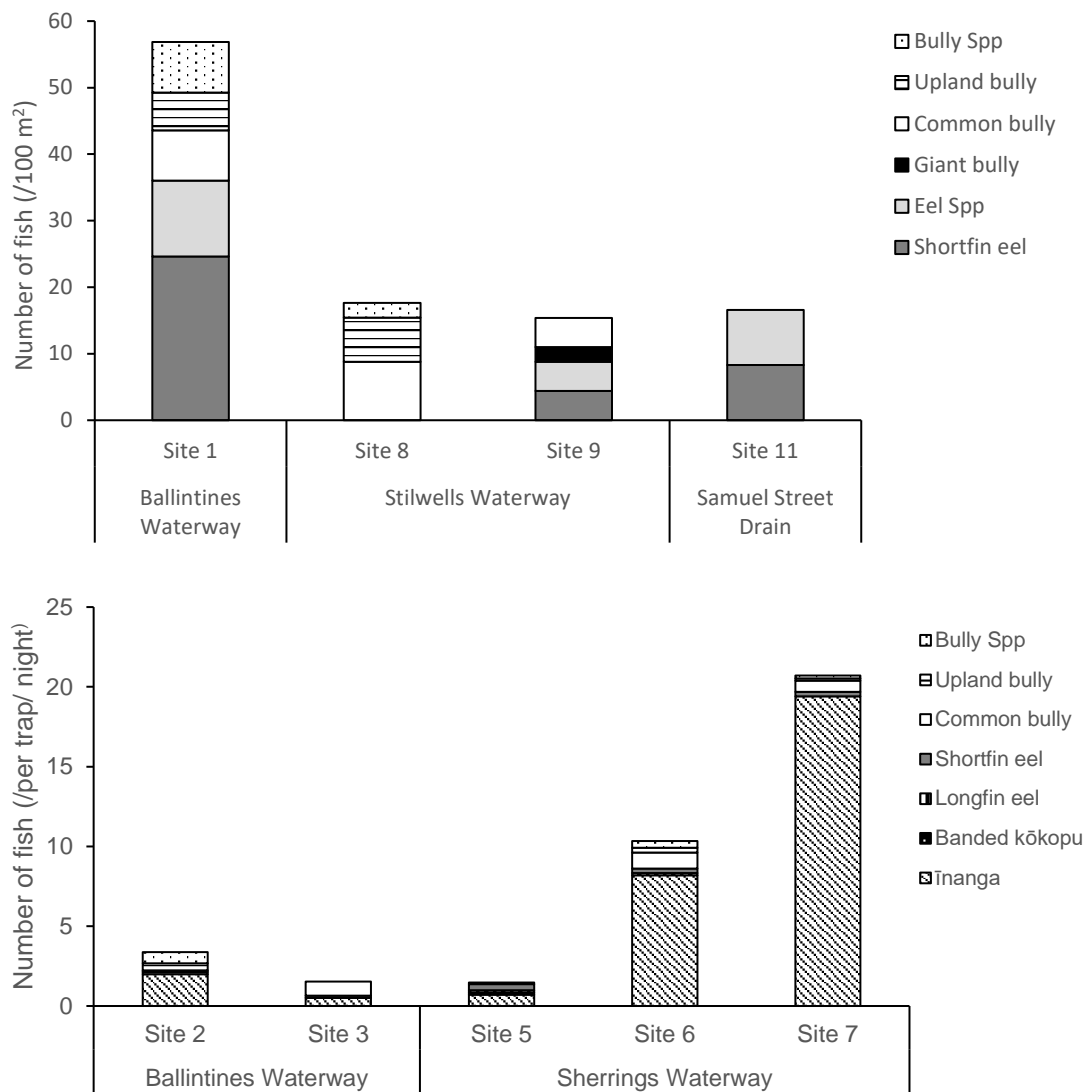 Number of fish (/100 m²)
60
50
40
30
20
10
0
Bully Spp
Upland bully
Common bully
Giant bully
Eel Spp
Shortfin eel
Site 1
Site 8
Site 9
Site 11
Ballintines
Waterway
Stilwells Waterway
Samuel Street
Drain
Number of fish (/per trap/ night)
25
20
15
10
5
0
Bully Spp
Upland bully
Common bully
Shortfin eel
Longfin eel
Banded kōkopu
īnanga
Site 2
Site 3
Site 5
Site 6
Site 7
Ballintines Waterway
Sherrings Waterway